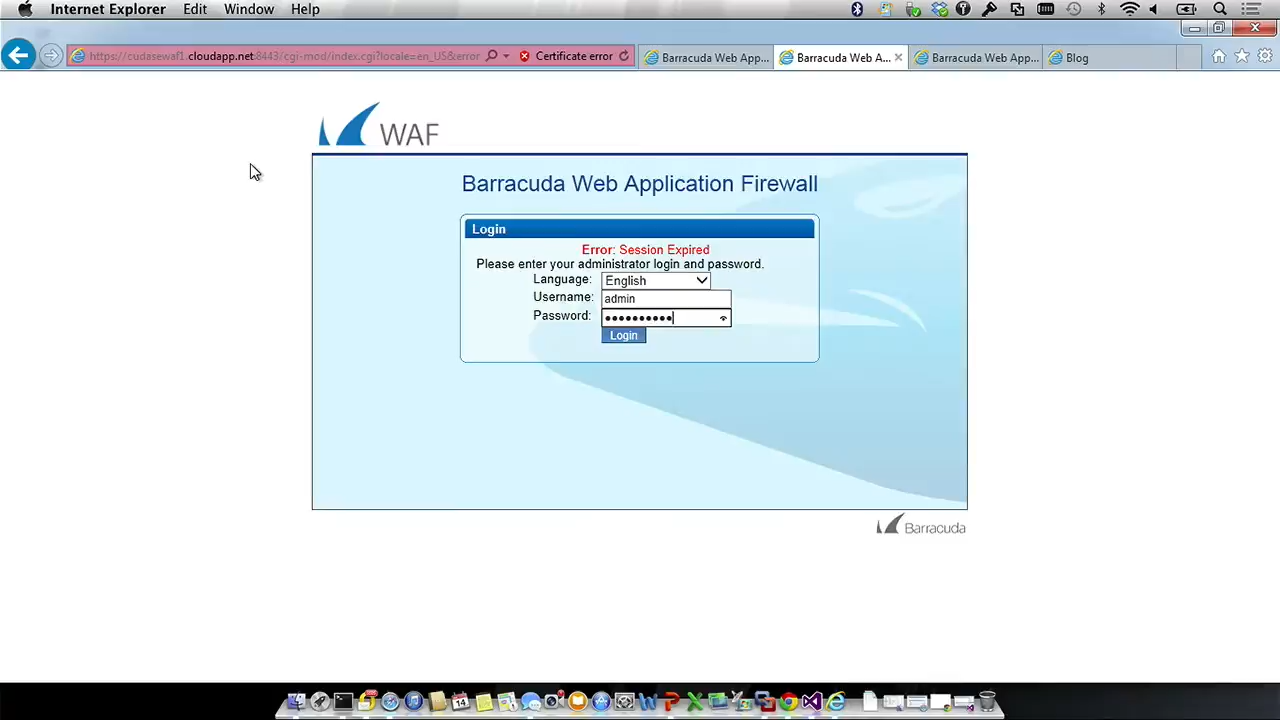 Internet Explorer Edit Window Help
https://cudasewaf1.cloudapp.net:8443/cgi-mod/index.cgi?locale=en_US&error Certificate error Barracuda Web App... Barracuda Web A... Barracuda Web App... Blog
WAF
Barracuda Web Application Firewall
Login
Error: Session Expired
Please enter your administrator login and password.
Language: English
Username: admin
Password: ••••••••••
Login
Barracuda
14